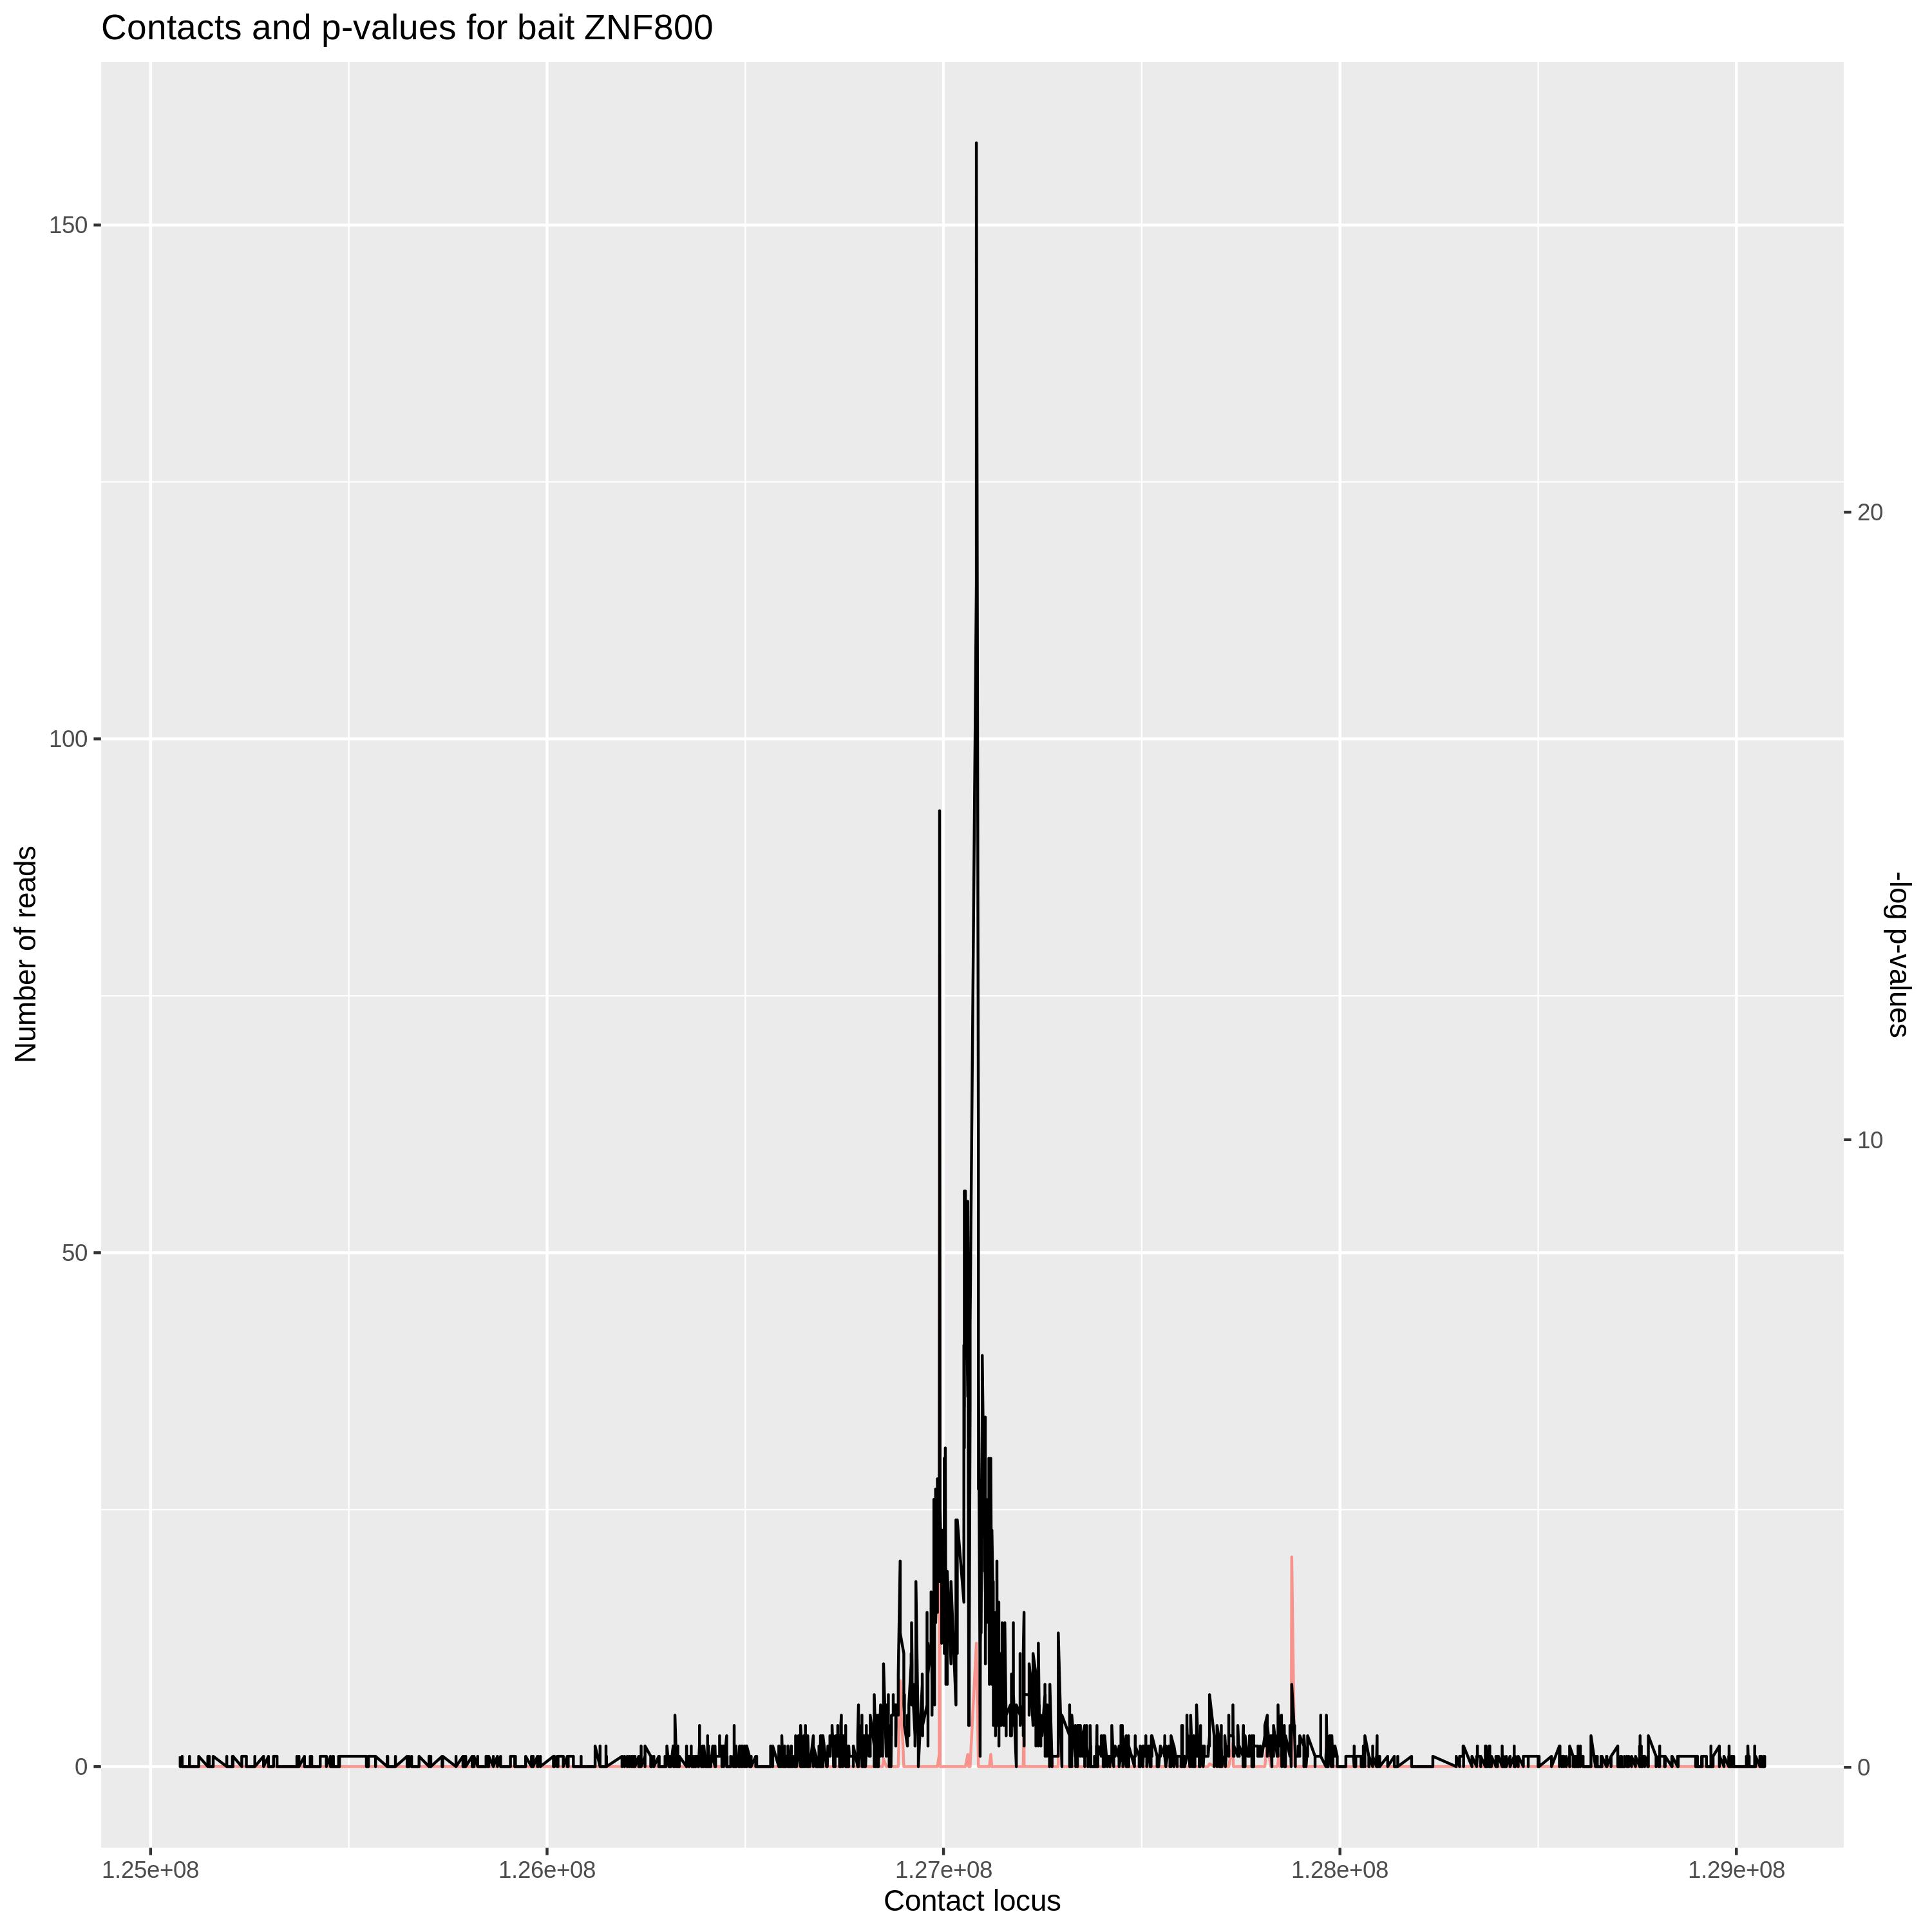 Contacts and p-values for bait ZNF800
150
100
50
0
Number of reads
20
10
0
-log p-values
1.25e+08 1.26e+08 1.27e+08 1.28e+08 1.29e+08
Contact locus